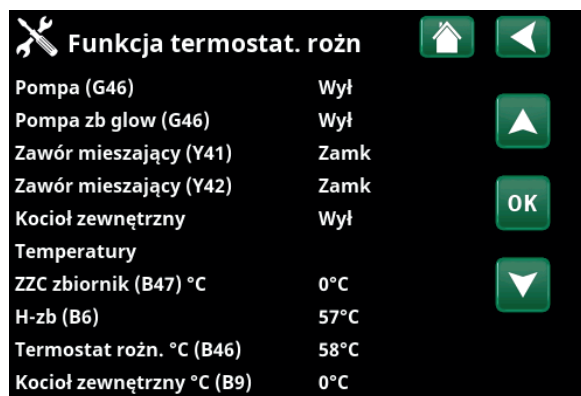 Funkcja termostat. rożn
Pompa (G46) Wył
Pompa zb glow (G46) Wył
Zawór mieszający (Y41) Zamk
Zawór mieszający (Y42) Zamk
Kocioł zewnętrzny Wył
OK
Temperatury
ZZC zbiornik (B47) °C 0°C
H-zb (B6) 57°C
Termostat rożn. °C (B46) 58°C
Kocioł zewnętrzny °C (B9) 0°C